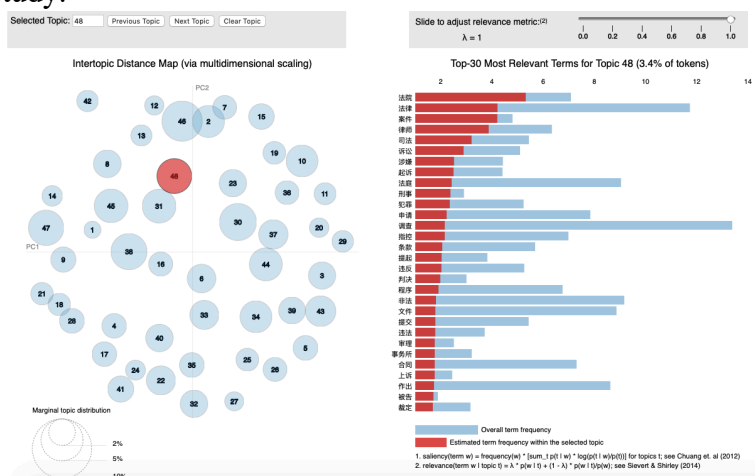 tudy.
Selected Topic: 48 Previous Topic Next Topic Clear Topic
Slide to adjust relevance metric:(2)
λ = 1
0.0 0.2 0.4 0.6 0.8 1.0
Intertopic Distance Map (via multidimensional scaling)
PC2
PC1
42
12
7
46
2
15
13
19
10
8
48
23
36
11
14
45
31
47
1
30
37
20
29
38
9
16
44
6
3
21
18
28
33
34
39
43
4
40
5
17
24
35
25
26
41
22
32
27
Marginal topic distribution
2%
5%
10%
Top-30 Most Relevant Terms for Topic 48 (3.4% of tokens)
2 4 6 8 10 12 14
法院
法律
案件
律师
司法
诉讼
涉嫌
起诉
法庭
刑事
犯罪
申请
调查
指控
条款
提起
违反
判决
程序
非法
文件
提交
违法
审理
事务所
合同
上诉
作出
被告
裁定
Overall term frequency
Estimated term frequency within the selected topic
1. saliency(term w) = frequency(w) * [sum_t p(t | w) * log(p(t | w)/p(t))] for topics t; see Chuang et. al (2012)
2. relevance(term w | topic t) = λ * p(w | t) + (1 - λ) * p(w | t)/p(w); see Sievert & Shirley (2014)